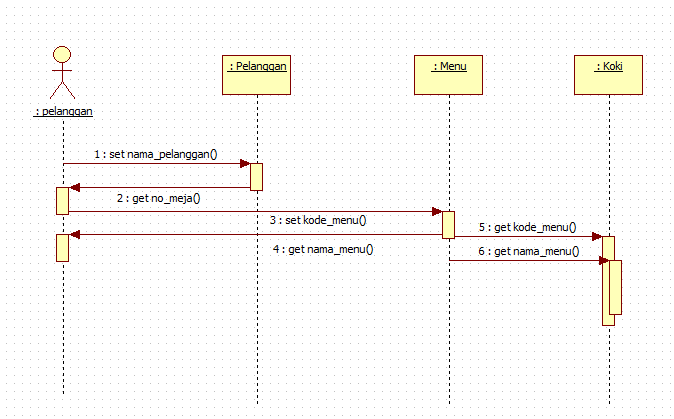 : Pelanggan
: Menu
: Koki
: pelanggan
1 : set nama_pelanggan()
2 : get no_meja()
3 : set kode_menu()
5 : get kode_menu()
4 : get nama_menu()
6 : get nama_menu()